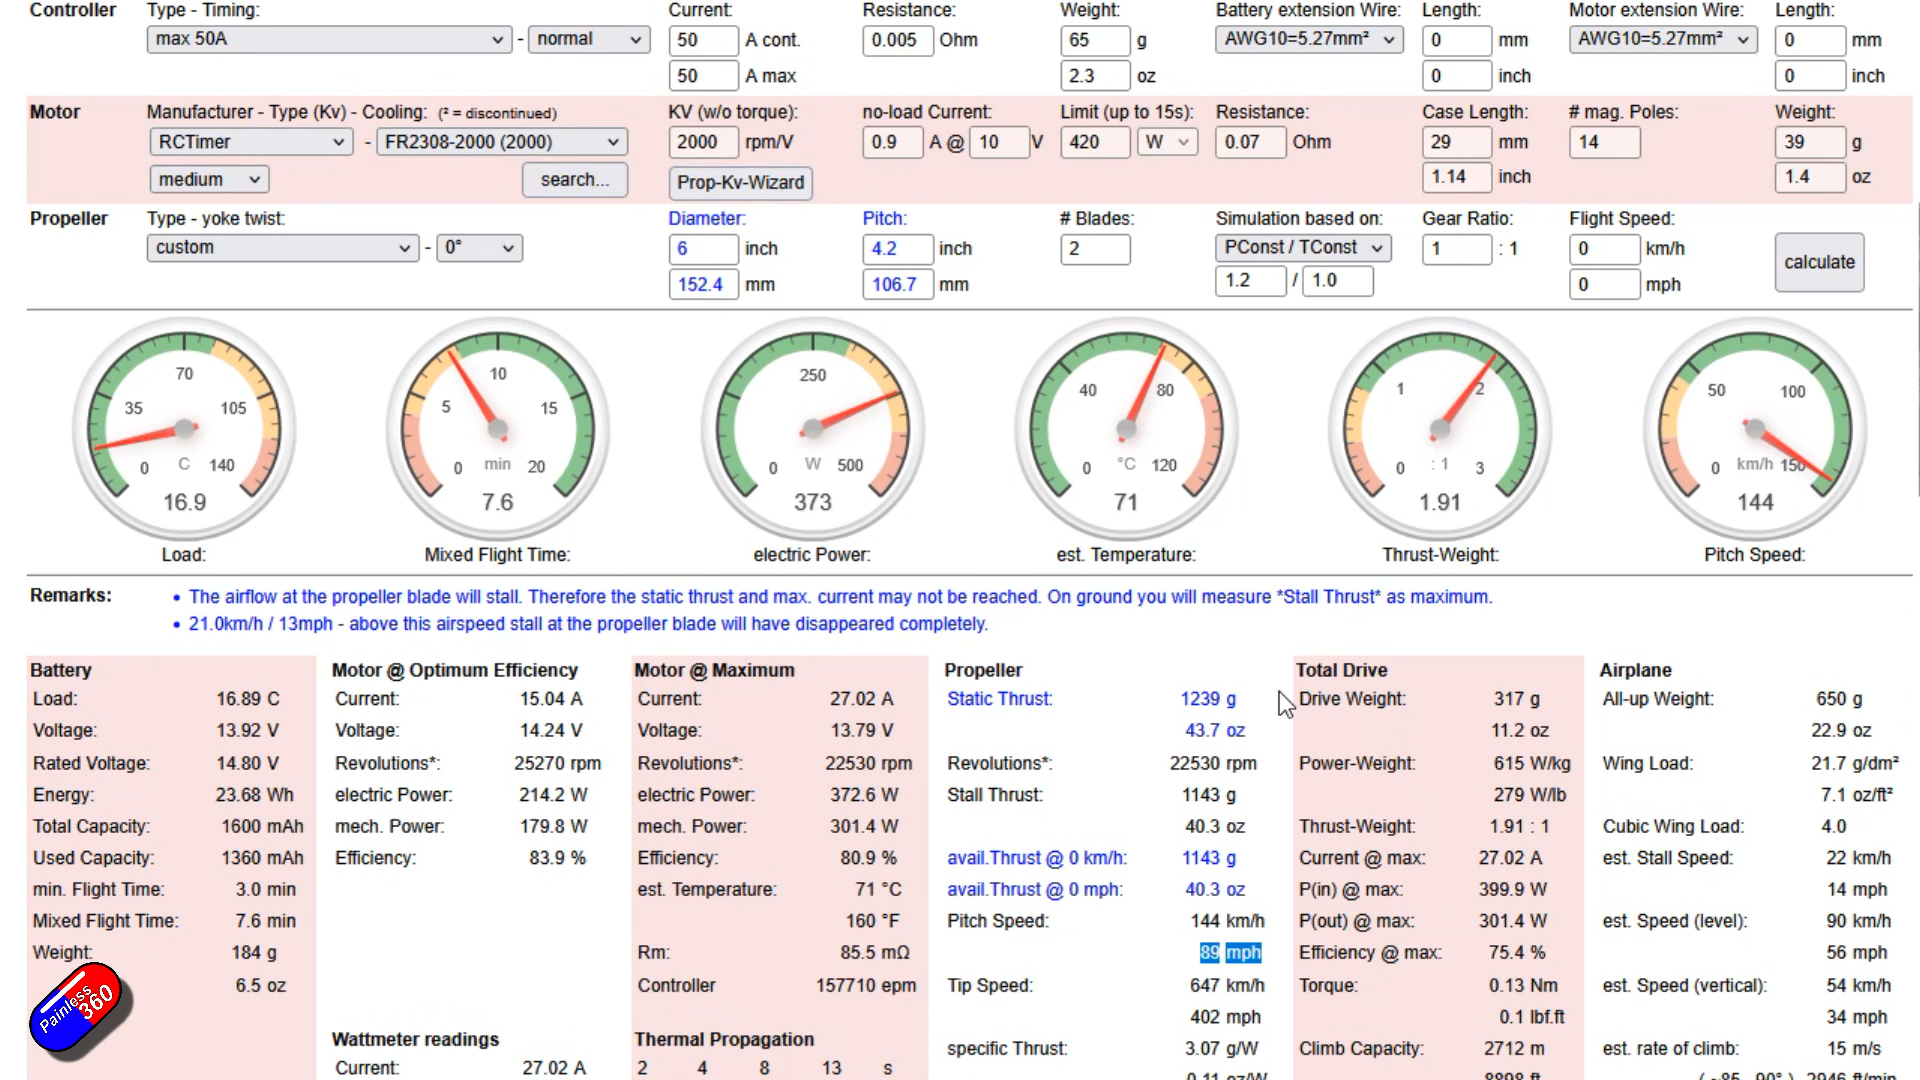 Controller Type - Timing: Current: Resistance: Weight: Battery extension Wire: Length: Motor extension Wire: Length:
max 50A - normal 50 A cont. 0.005 Ohm 65 g AWG10=5.27mm² 0 mm AWG10=5.27mm² 0 mm
50 A max 2.3 oz 0 inch 0 inch
Motor Manufacturer - Type (Kv) - Cooling: (² = discontinued) KV (w/o torque): no-load Current: Limit (up to 15s): Resistance: Case Length: # mag. Poles: Weight:
RCTimer - FR2308-2000 (2000) 2000 rpm/V 0.9 A @ 10 V 420 W 0.07 Ohm 29 mm 14 39 g
medium search... Prop-Kv-Wizard 1.14 inch 1.4 oz
Propeller Type - yoke twist: Diameter: Pitch: # Blades: Simulation based on: Gear Ratio: Flight Speed:
custom - 0° 6 inch 4.2 inch 2 PConst / TConst 1 : 1 0 km/h calculate
152.4 mm 106.7 mm 1.2 / 1.0 0 mph
0 35 70 105 140 C 16.9
0 5 10 15 20 min 7.6
0 250 500 W 373
0 40 80 120 °C 71
0 1 2 3 : 1 1.91
0 50 100 150 km/h 144
Load: Mixed Flight Time: electric Power: est. Temperature: Thrust-Weight: Pitch Speed:
Remarks: • The airflow at the propeller blade will stall. Therefore the static thrust and max. current may not be reached. On ground you will measure *Stall Thrust* as maximum.
• 21.0km/h / 13mph - above this airspeed stall at the propeller blade will have disappeared completely.
Battery
Load: 16.89 C
Voltage: 13.92 V
Rated Voltage: 14.80 V
Energy: 23.68 Wh
Total Capacity: 1600 mAh
Used Capacity: 1360 mAh
min. Flight Time: 3.0 min
Mixed Flight Time: 7.6 min
Weight: 184 g
6.5 oz
Painless360
Motor @ Optimum Efficiency
Current: 15.04 A
Voltage: 14.24 V
Revolutions*: 25270 rpm
electric Power: 214.2 W
mech. Power: 179.8 W
Efficiency: 83.9 %
Wattmeter readings
Current: 27.02 A
Motor @ Maximum
Current: 27.02 A
Voltage: 13.79 V
Revolutions*: 22530 rpm
electric Power: 372.6 W
mech. Power: 301.4 W
Efficiency: 80.9 %
est. Temperature: 71 °C
160 °F
Rm: 85.5 mΩ
Controller 157710 epm
Thermal Propagation
2 4 8 13 s
Propeller
Static Thrust: 1239 g
43.7 oz
Revolutions*: 22530 rpm
Stall Thrust: 1143 g
40.3 oz
avail.Thrust @ 0 km/h: 1143 g
avail.Thrust @ 0 mph: 40.3 oz
Pitch Speed: 144 km/h
89 mph
Tip Speed: 647 km/h
402 mph
specific Thrust: 3.07 g/W
0.11 oz/W
Total Drive
Drive Weight: 317 g
11.2 oz
Power-Weight: 615 W/kg
279 W/lb
Thrust-Weight: 1.91 : 1
Current @ max: 27.02 A
P(in) @ max: 399.9 W
P(out) @ max: 301.4 W
Efficiency @ max: 75.4 %
Torque: 0.13 Nm
0.1 lbf.ft
Climb Capacity: 2712 m
8898 ft
Airplane
All-up Weight: 650 g
22.9 oz
Wing Load: 21.7 g/dm²
7.1 oz/ft²
Cubic Wing Load: 4.0
est. Stall Speed: 22 km/h
14 mph
est. Speed (level): 90 km/h
56 mph
est. Speed (vertical): 54 km/h
34 mph
est. rate of climb: 15 m/s
2946 ft/min